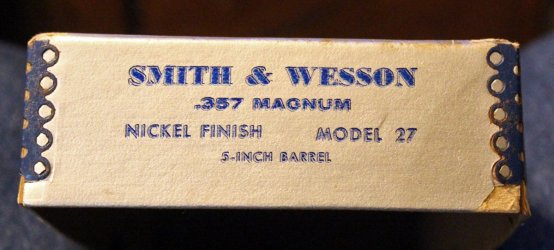 SMITH & WESSON
.357 MAGNUM
NICKEL FINISH MODEL 27
5-INCH BARREL